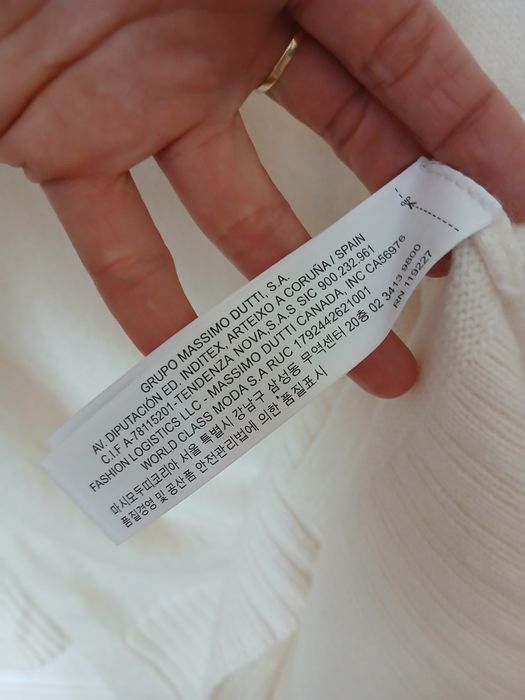 GRUPO MASSIMO DUTTI, S.A.
AV. DIPUTACIÓN ED. INDITEX, ARTEIXO A CORUÑA / SPAIN
C.I.F A-78115201-TENDENZA NOVA,S.A.S SIC 900.232.961
FASHION LOGISTICS LLC - MASSIMO DUTTI CANADA, INC CA56976
WORLD CLASS MODA S.A RUC 1792442621001
RN 119227
마시모두띠코리아 서울 특별시 강남구 삼성동 무역센터 20층 02 3413 9800
품질경영 및 공산품 안전관리법에 의한 품질표시